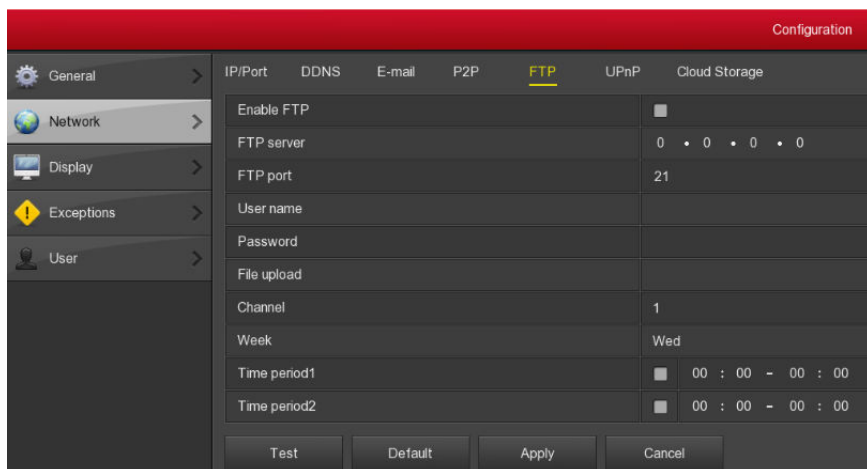 Configuration
General
Network
Display
Exceptions
User
IP/Port DDNS E-mail P2P FTP UPnP Cloud Storage
Enable FTP
FTP server 0 . 0 . 0 . 0
FTP port 21
User name
Password
File upload
Channel 1
Week Wed
Time period1 00 : 00 - 00 : 00
Time period2 00 : 00 - 00 : 00
Test Default Apply Cancel